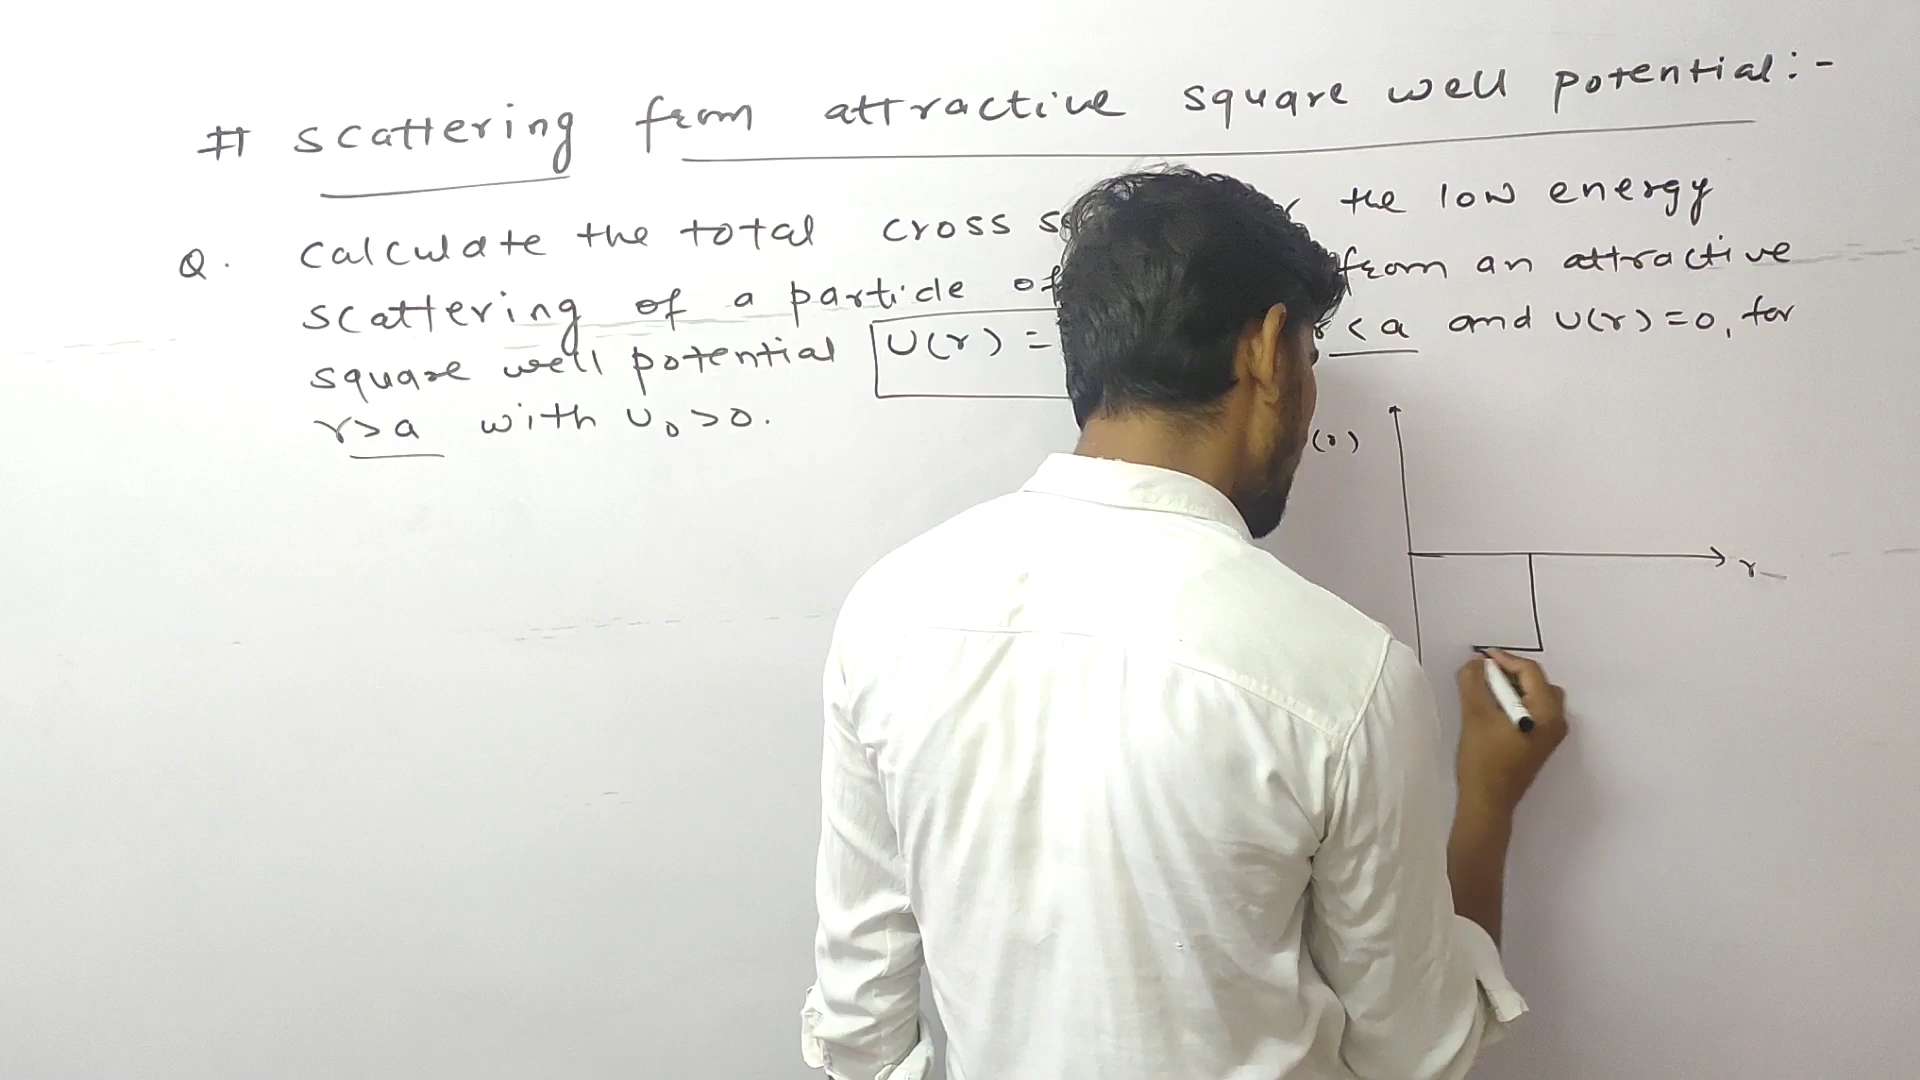 # scattering from attractive square well potential:-
Q. Calculate the total cross the low energy
scattering of a particle of from an attractive
square well potential U(r) = r < a and U(r) = 0, for
r > a with U₀ > 0.
(r)
r